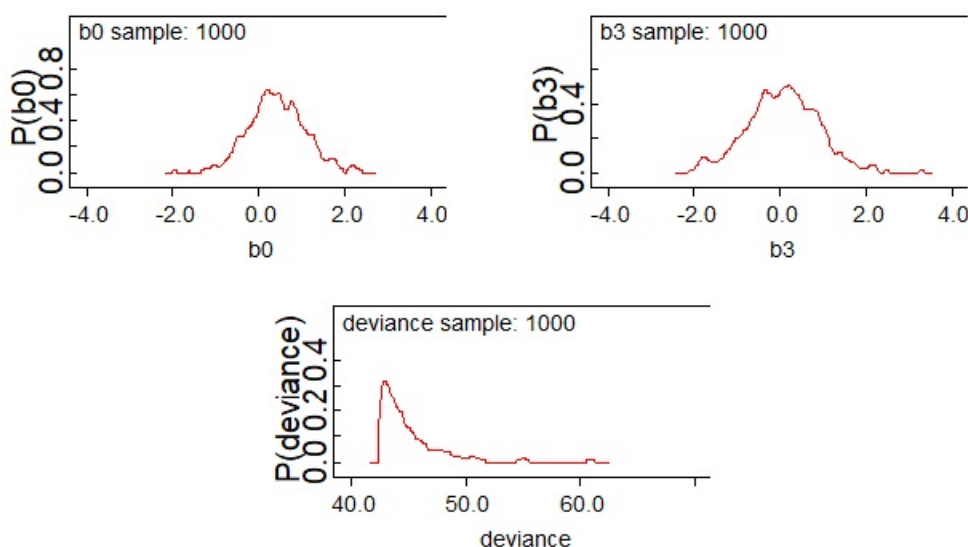 b0 sample: 1000
P(b0)
0.0 0.4 0.8
-4.0 -2.0 0.0 2.0 4.0
b0
b3 sample: 1000
P(b3)
0.0 0.4
-4.0 -2.0 0.0 2.0 4.0
b3
deviance sample: 1000
P(deviance)
0.0 0.2 0.4
40.0 50.0 60.0
deviance